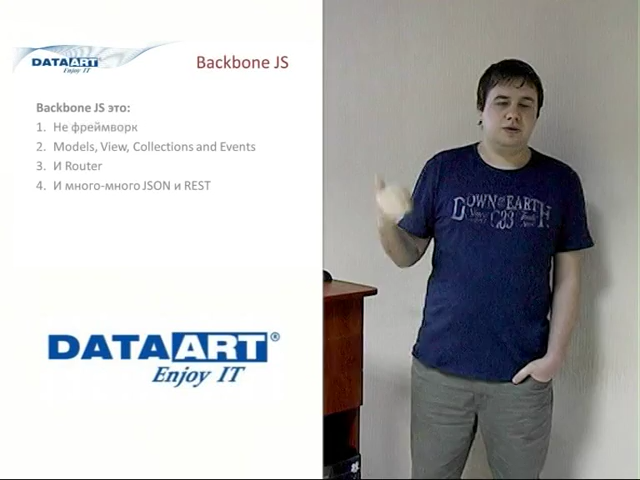 DATAART
Enjoy IT
Backbone JS
Backbone JS это:
1. Не фреймворк
2. Models, View, Collections and Events
3. И Router
4. И много-много JSON и REST
DATAART®
Enjoy IT
DOWN TO EARTH